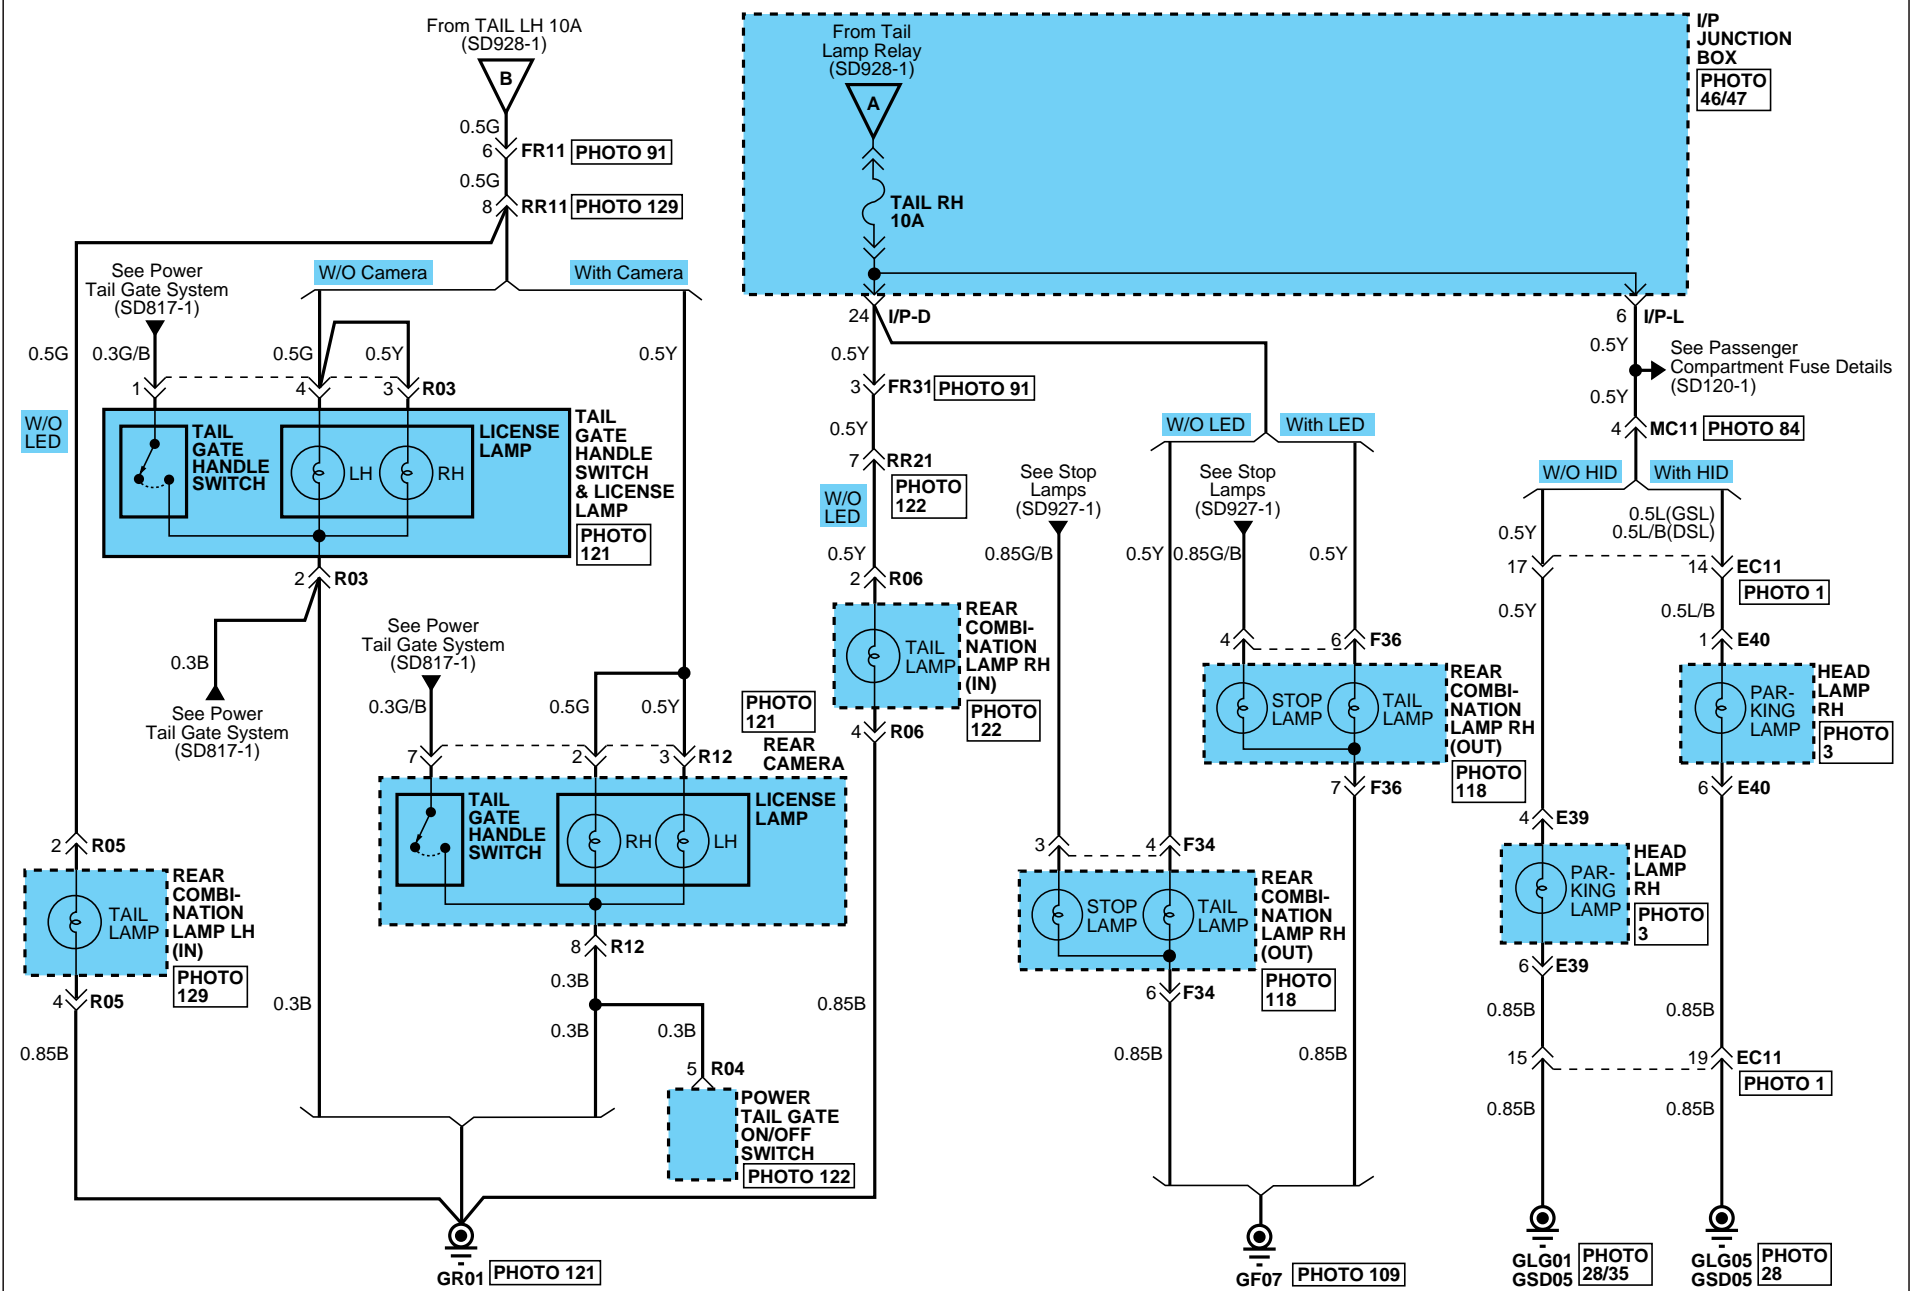 From TAIL LH 10A
(SD928-1)
B
0.5G
6
FR11
PHOTO 91
0.5G
8
RR11
PHOTO 129
From Tail
Lamp Relay
(SD928-1)
A
TAIL RH
10A
I/P
JUNCTION
BOX
PHOTO
46/47
See Power
Tail Gate System
(SD817-1)
W/O Camera
With Camera
0.5G
0.3G/B
0.5G
0.5Y
0.5Y
1
4
3
R03
W/O
LED
TAIL
GATE
HANDLE
SWITCH
LH
RH
LICENSE
LAMP
TAIL
GATE
HANDLE
SWITCH
& LICENSE
LAMP
PHOTO
121
2
R03
0.3B
See Power
Tail Gate System
(SD817-1)
See Power
Tail Gate System
(SD817-1)
0.3G/B
0.5G
0.5Y
PHOTO
121
REAR
CAMERA
7
2
3
R12
TAIL
GATE
HANDLE
SWITCH
RH
LH
LICENSE
LAMP
8
R12
0.3B
0.3B
0.3B
0.3B
5
R04
POWER
TAIL GATE
ON/OFF
SWITCH
PHOTO 122
2
R05
TAIL
LAMP
REAR
COMBI-
NATION
LAMP LH
(IN)
PHOTO
129
4
R05
0.85B
GR01
PHOTO 121
24
I/P-D
0.5Y
3
FR31
PHOTO 91
0.5Y
7
RR21
PHOTO
122
W/O
LED
0.5Y
2
R06
TAIL
LAMP
REAR
COMBI-
NATION
LAMP RH
(IN)
PHOTO
122
4
R06
0.85B
W/O LED
With LED
See Stop
Lamps
(SD927-1)
See Stop
Lamps
(SD927-1)
0.85G/B
0.5Y
0.85G/B
0.5Y
4
6
F36
STOP
LAMP
TAIL
LAMP
REAR
COMBI-
NATION
LAMP RH
(OUT)
PHOTO
118
7
F36
3
4
F34
STOP
LAMP
TAIL
LAMP
REAR
COMBI-
NATION
LAMP RH
(OUT)
PHOTO
118
6
F34
0.85B
0.85B
GF07
PHOTO 109
6
I/P-L
0.5Y
See Passenger
Compartment Fuse Details
(SD120-1)
0.5Y
4
MC11
PHOTO 84
W/O HID
With HID
0.5Y
0.5L(GSL)
0.5L/B(DSL)
17
14
EC11
PHOTO 1
0.5Y
0.5L/B
1
E40
PAR-
KING
LAMP
HEAD
LAMP
RH
PHOTO
3
6
E40
4
E39
PAR-
KING
LAMP
HEAD
LAMP
RH
PHOTO
3
6
E39
0.85B
0.85B
15
19
EC11
PHOTO 1
0.85B
0.85B
GLG01
GSD05
PHOTO
28/35
GLG05
GSD05
PHOTO
28